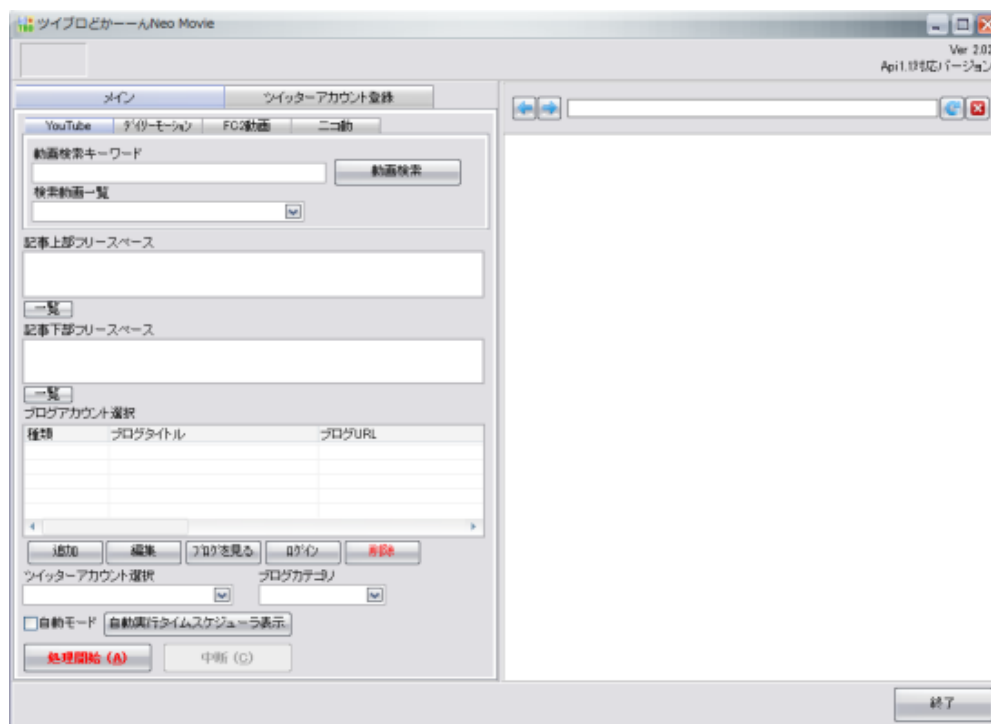 ツイブロどかーーんNeo Movie
Ver 2.02
Api1.1対応バージョン
メイン ツイッターアカウント登録
YouTube デイリーモーション FC2動画 ニコ動
動画検索キーワード
動画検索
検索動画一覧
記事上部フリースペース
一覧
記事下部フリースペース
一覧
ブログアカウント選択
種類 ブログタイトル ブログURL
追加 編集 ブログを見る ログイン 削除
ツイッターアカウント選択 ブログカテゴリ
自動モード 自動実行タイムスケジューラ表示
処理開始 (A) 中断 (C)
終了